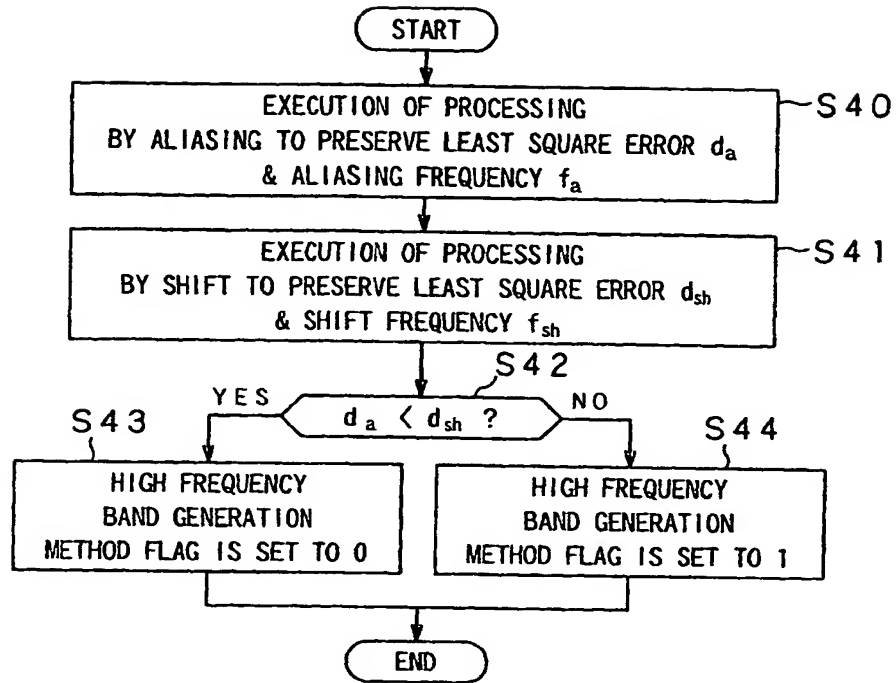 START
EXECUTION OF PROCESSING
BY ALIASING TO PRESERVE LEAST SQUARE ERROR da
& ALIASING FREQUENCY fa
S40
EXECUTION OF PROCESSING
BY SHIFT TO PRESERVE LEAST SQUARE ERROR dsh
& SHIFT FREQUENCY fsh
S41
S42
YES
da < dsh ?
NO
S43
HIGH FREQUENCY
BAND GENERATION
METHOD FLAG IS SET TO 0
S44
HIGH FREQUENCY
BAND GENERATION
METHOD FLAG IS SET TO 1
END